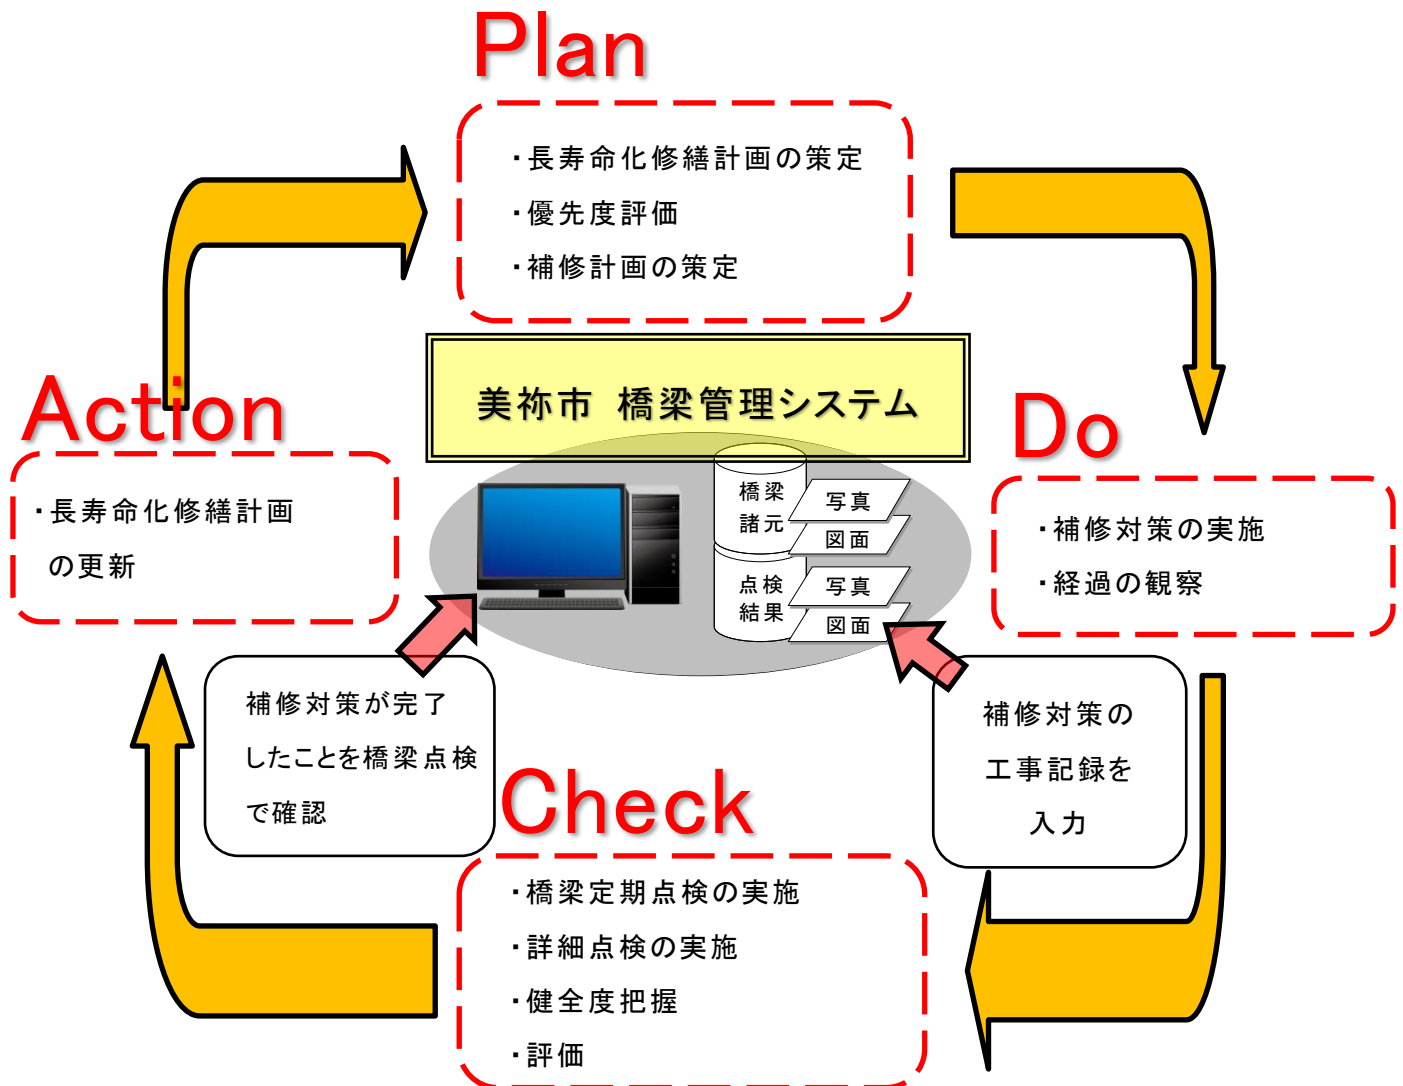 Plan
・長寿命化修繕計画の策定
・優先度評価
・補修計画の策定
美祢市 橋梁管理システム
Action
・長寿命化修繕計画
の更新
Do
・補修対策の実施
・経過の観察
橋梁
諸元
写真
図面
点検
結果
写真
図面
補修対策が完了
したことを橋梁点検
で確認
補修対策の
工事記録を
入力
Check
・橋梁定期点検の実施
・詳細点検の実施
・健全度把握
・評価